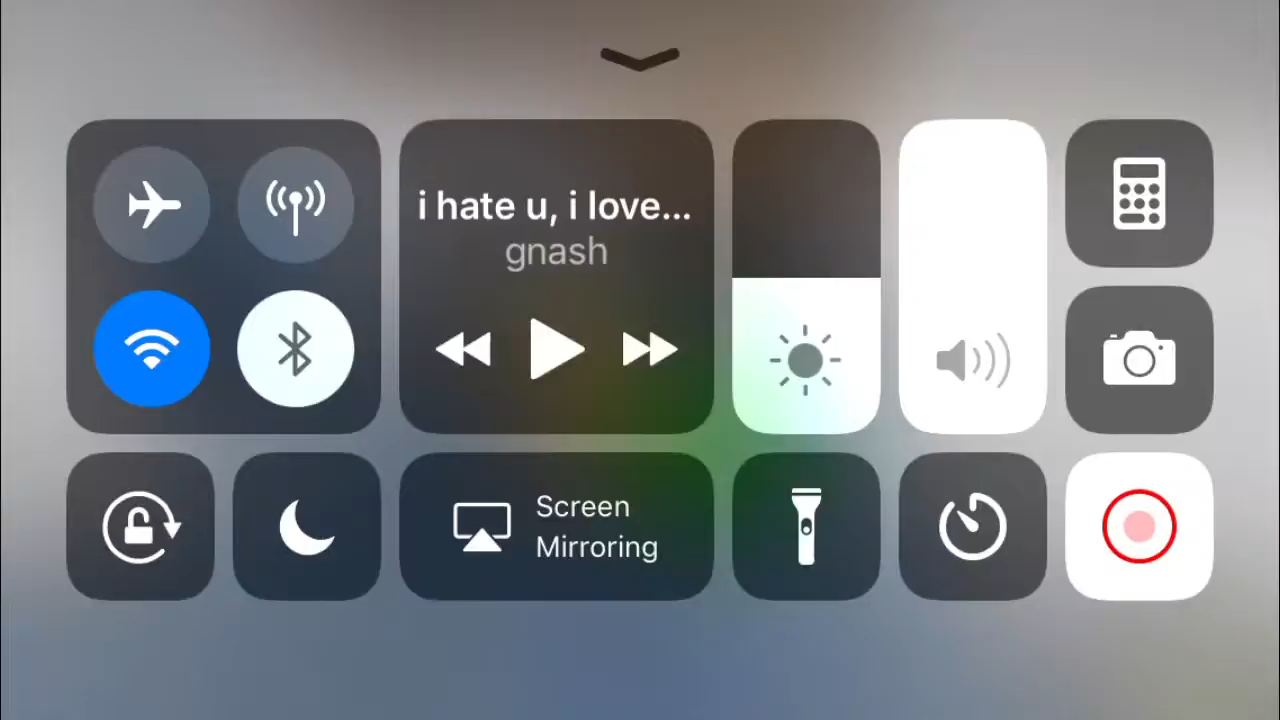 i hate u, i love...
gnash
Screen
Mirroring